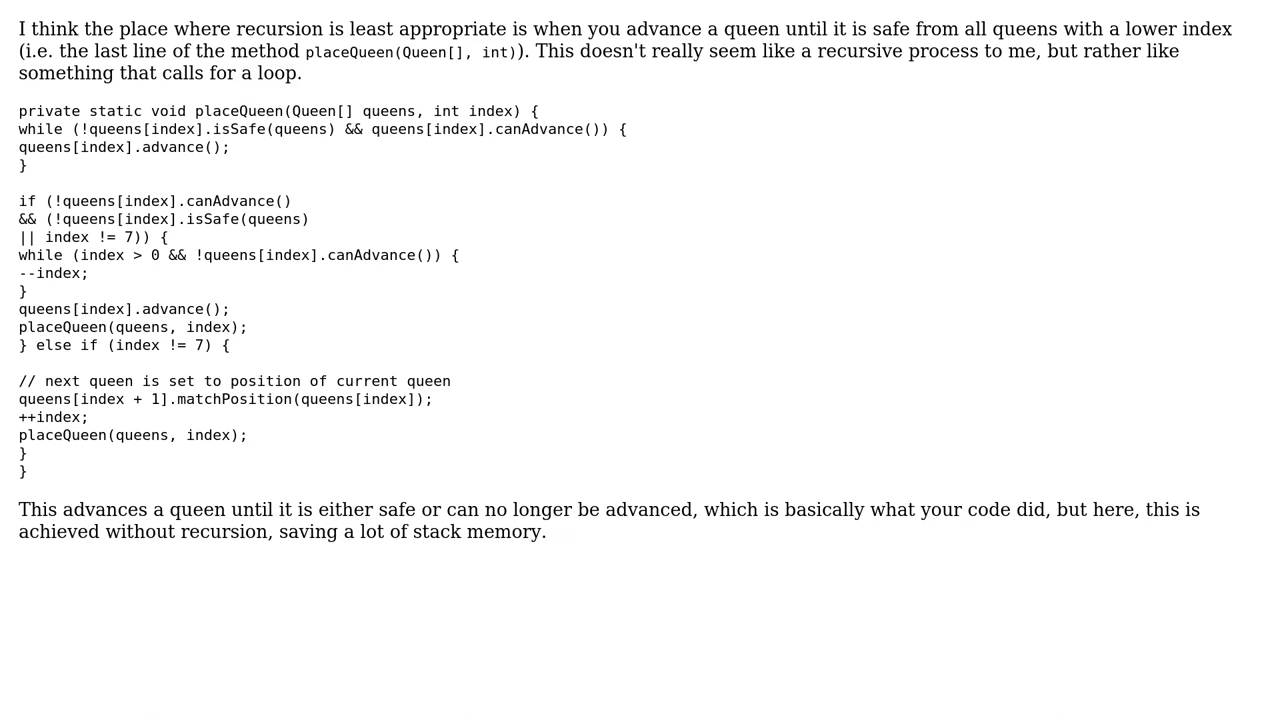 I think the place where recursion is least appropriate is when you advance a queen until it is safe from all queens with a lower index
(i.e. the last line of the method placeQueen(Queen[], int)). This doesn't really seem like a recursive process to me, but rather like
something that calls for a loop.
private static void placeQueen(Queen[] queens, int index) {
while (!queens[index].isSafe(queens) && queens[index].canAdvance()) {
queens[index].advance();
}
if (!queens[index].canAdvance()
&& (!queens[index].isSafe(queens)
|| index != 7)) {
while (index > 0 && !queens[index].canAdvance()) {
--index;
}
queens[index].advance();
placeQueen(queens, index);
} else if (index != 7) {
// next queen is set to position of current queen
queens[index + 1].matchPosition(queens[index]);
++index;
placeQueen(queens, index);
}
}
This advances a queen until it is either safe or can no longer be advanced, which is basically what your code did, but here, this is
achieved without recursion, saving a lot of stack memory.